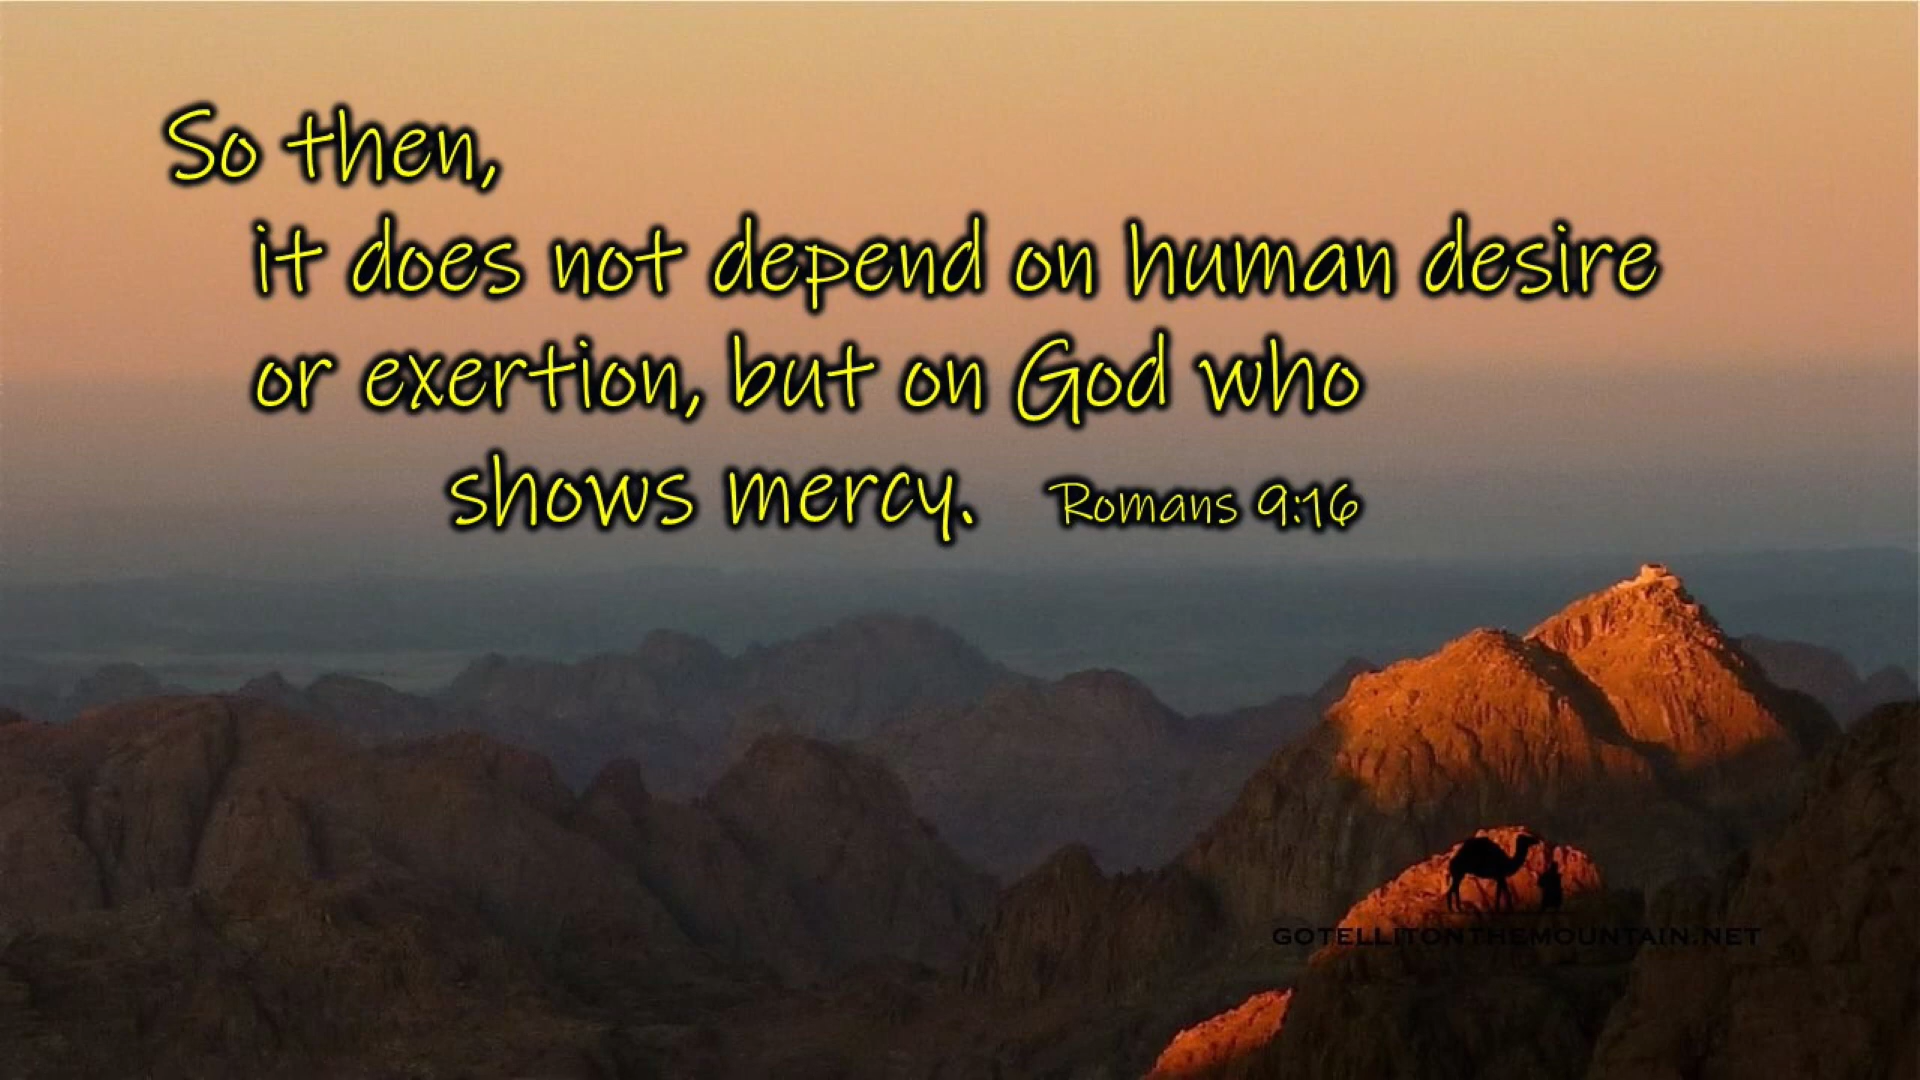 So then,
it does not depend on human desire
or exertion, but on God who
shows mercy. Romans 9:16
GOTELLITONTHEMOUNTAIN.NET